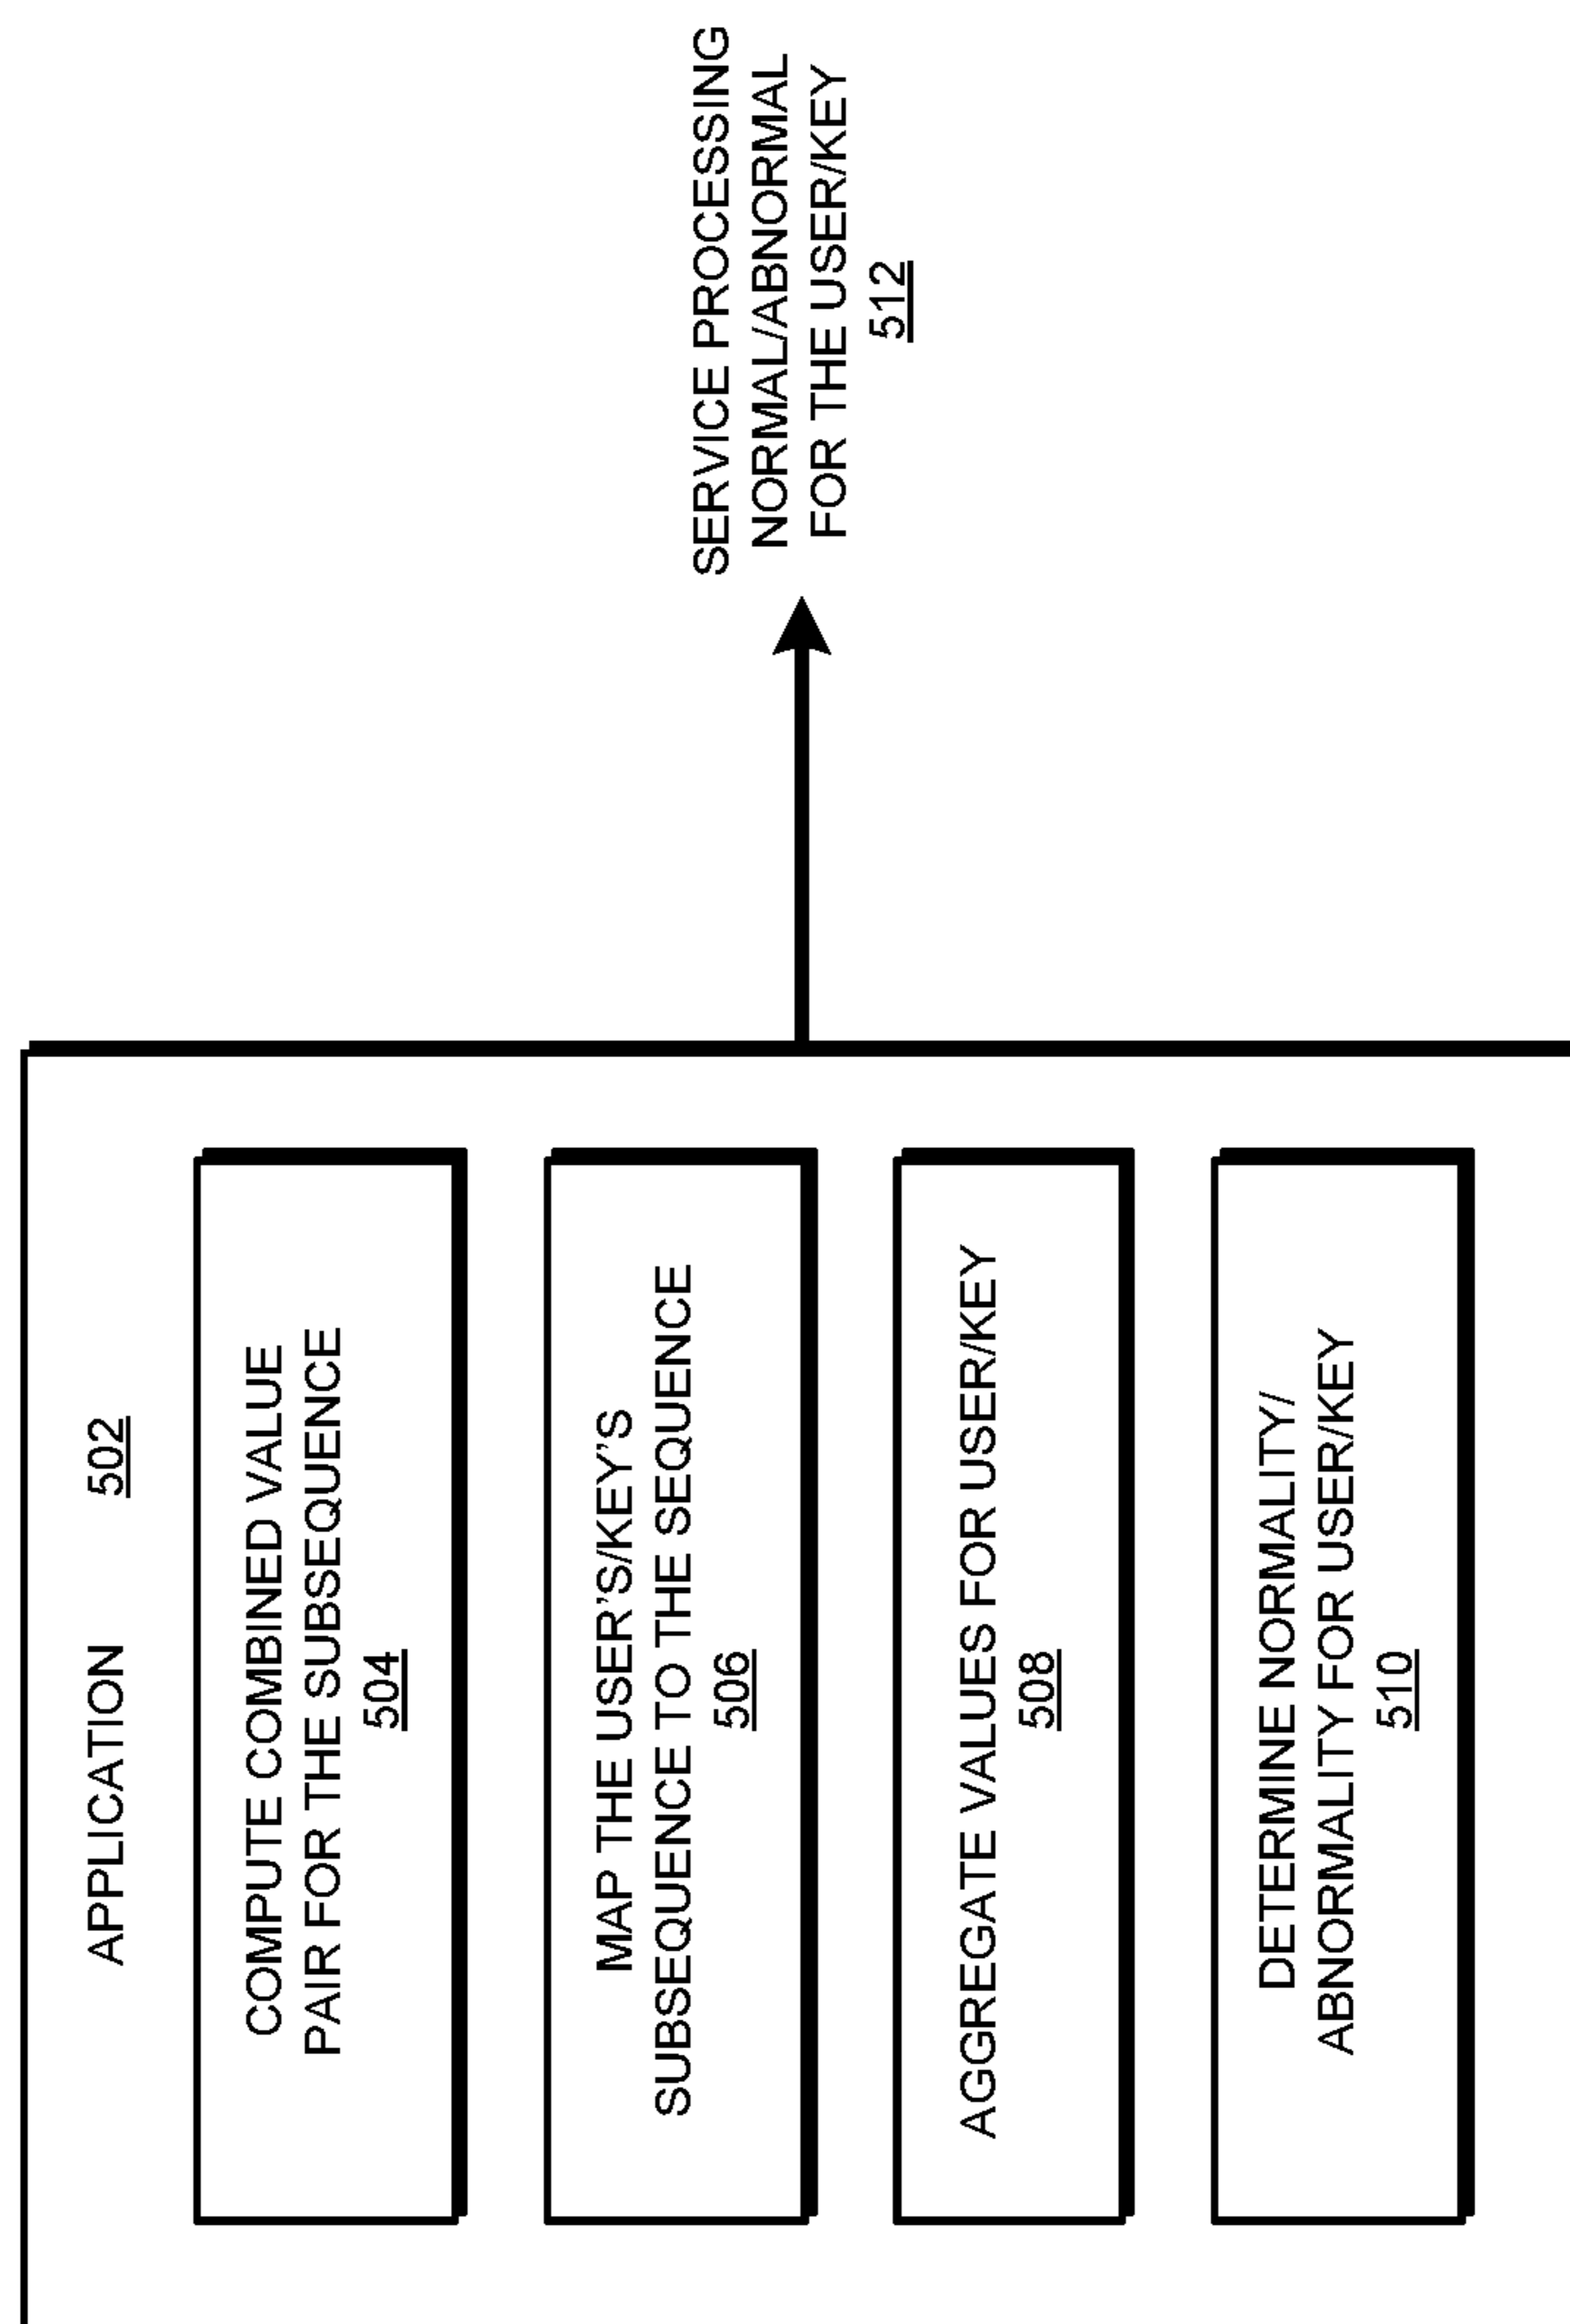 APPLICATION 502
COMPUTE COMBINED VALUE
PAIR FOR THE SUBSEQUENCE
504
MAP THE USER'S/KEY'S
SUBSEQUENCE TO THE SEQUENCE
506
AGGREGATE VALUES FOR USER/KEY
508
DETERMINE NORMALITY/
ABNORMALITY FOR USER/KEY
510
SERVICE PROCESSING
NORMAL/ABNORMAL
FOR THE USER/KEY
512